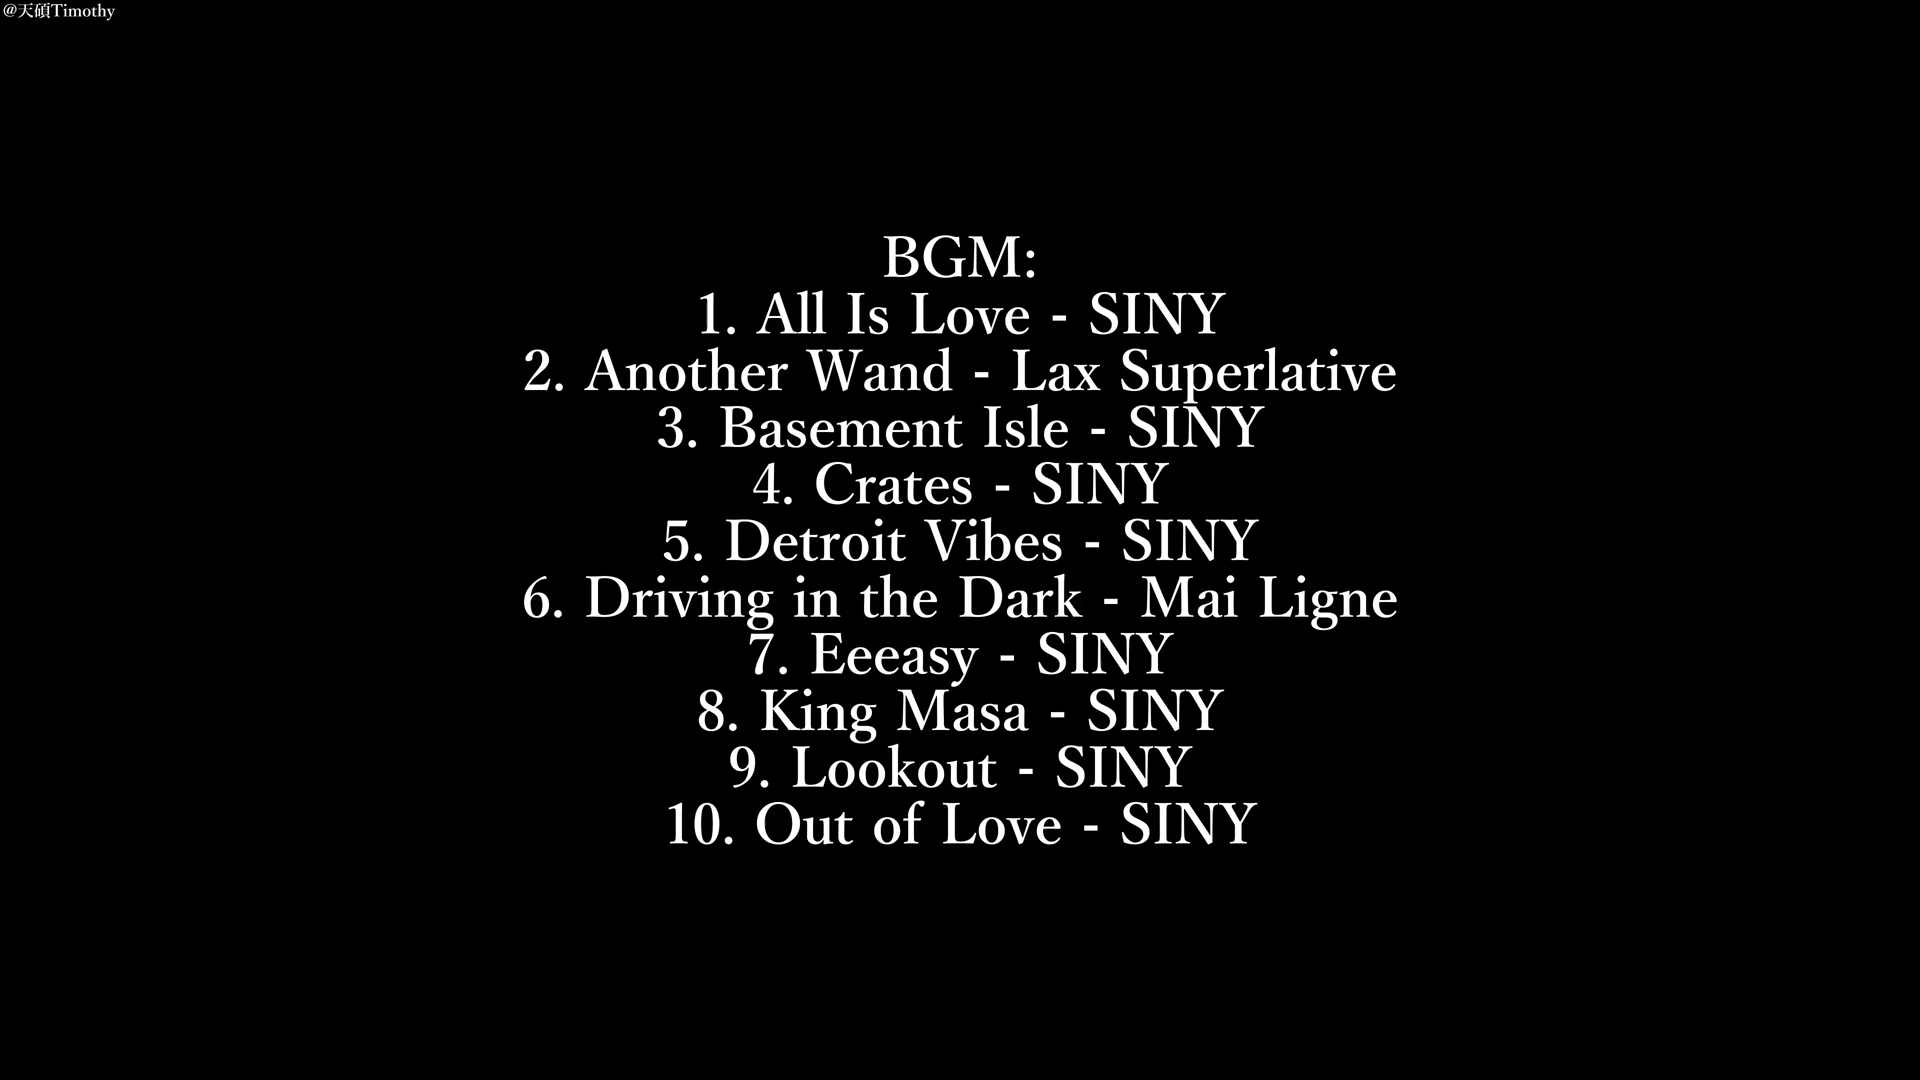 @天碩Timothy
BGM:
1. All Is Love - SINY
2. Another Wand - Lax Superlative
3. Basement Isle - SINY
4. Crates - SINY
5. Detroit Vibes - SINY
6. Driving in the Dark - Mai Ligne
7. Eeeasy - SINY
8. King Masa - SINY
9. Lookout - SINY
10. Out of Love - SINY